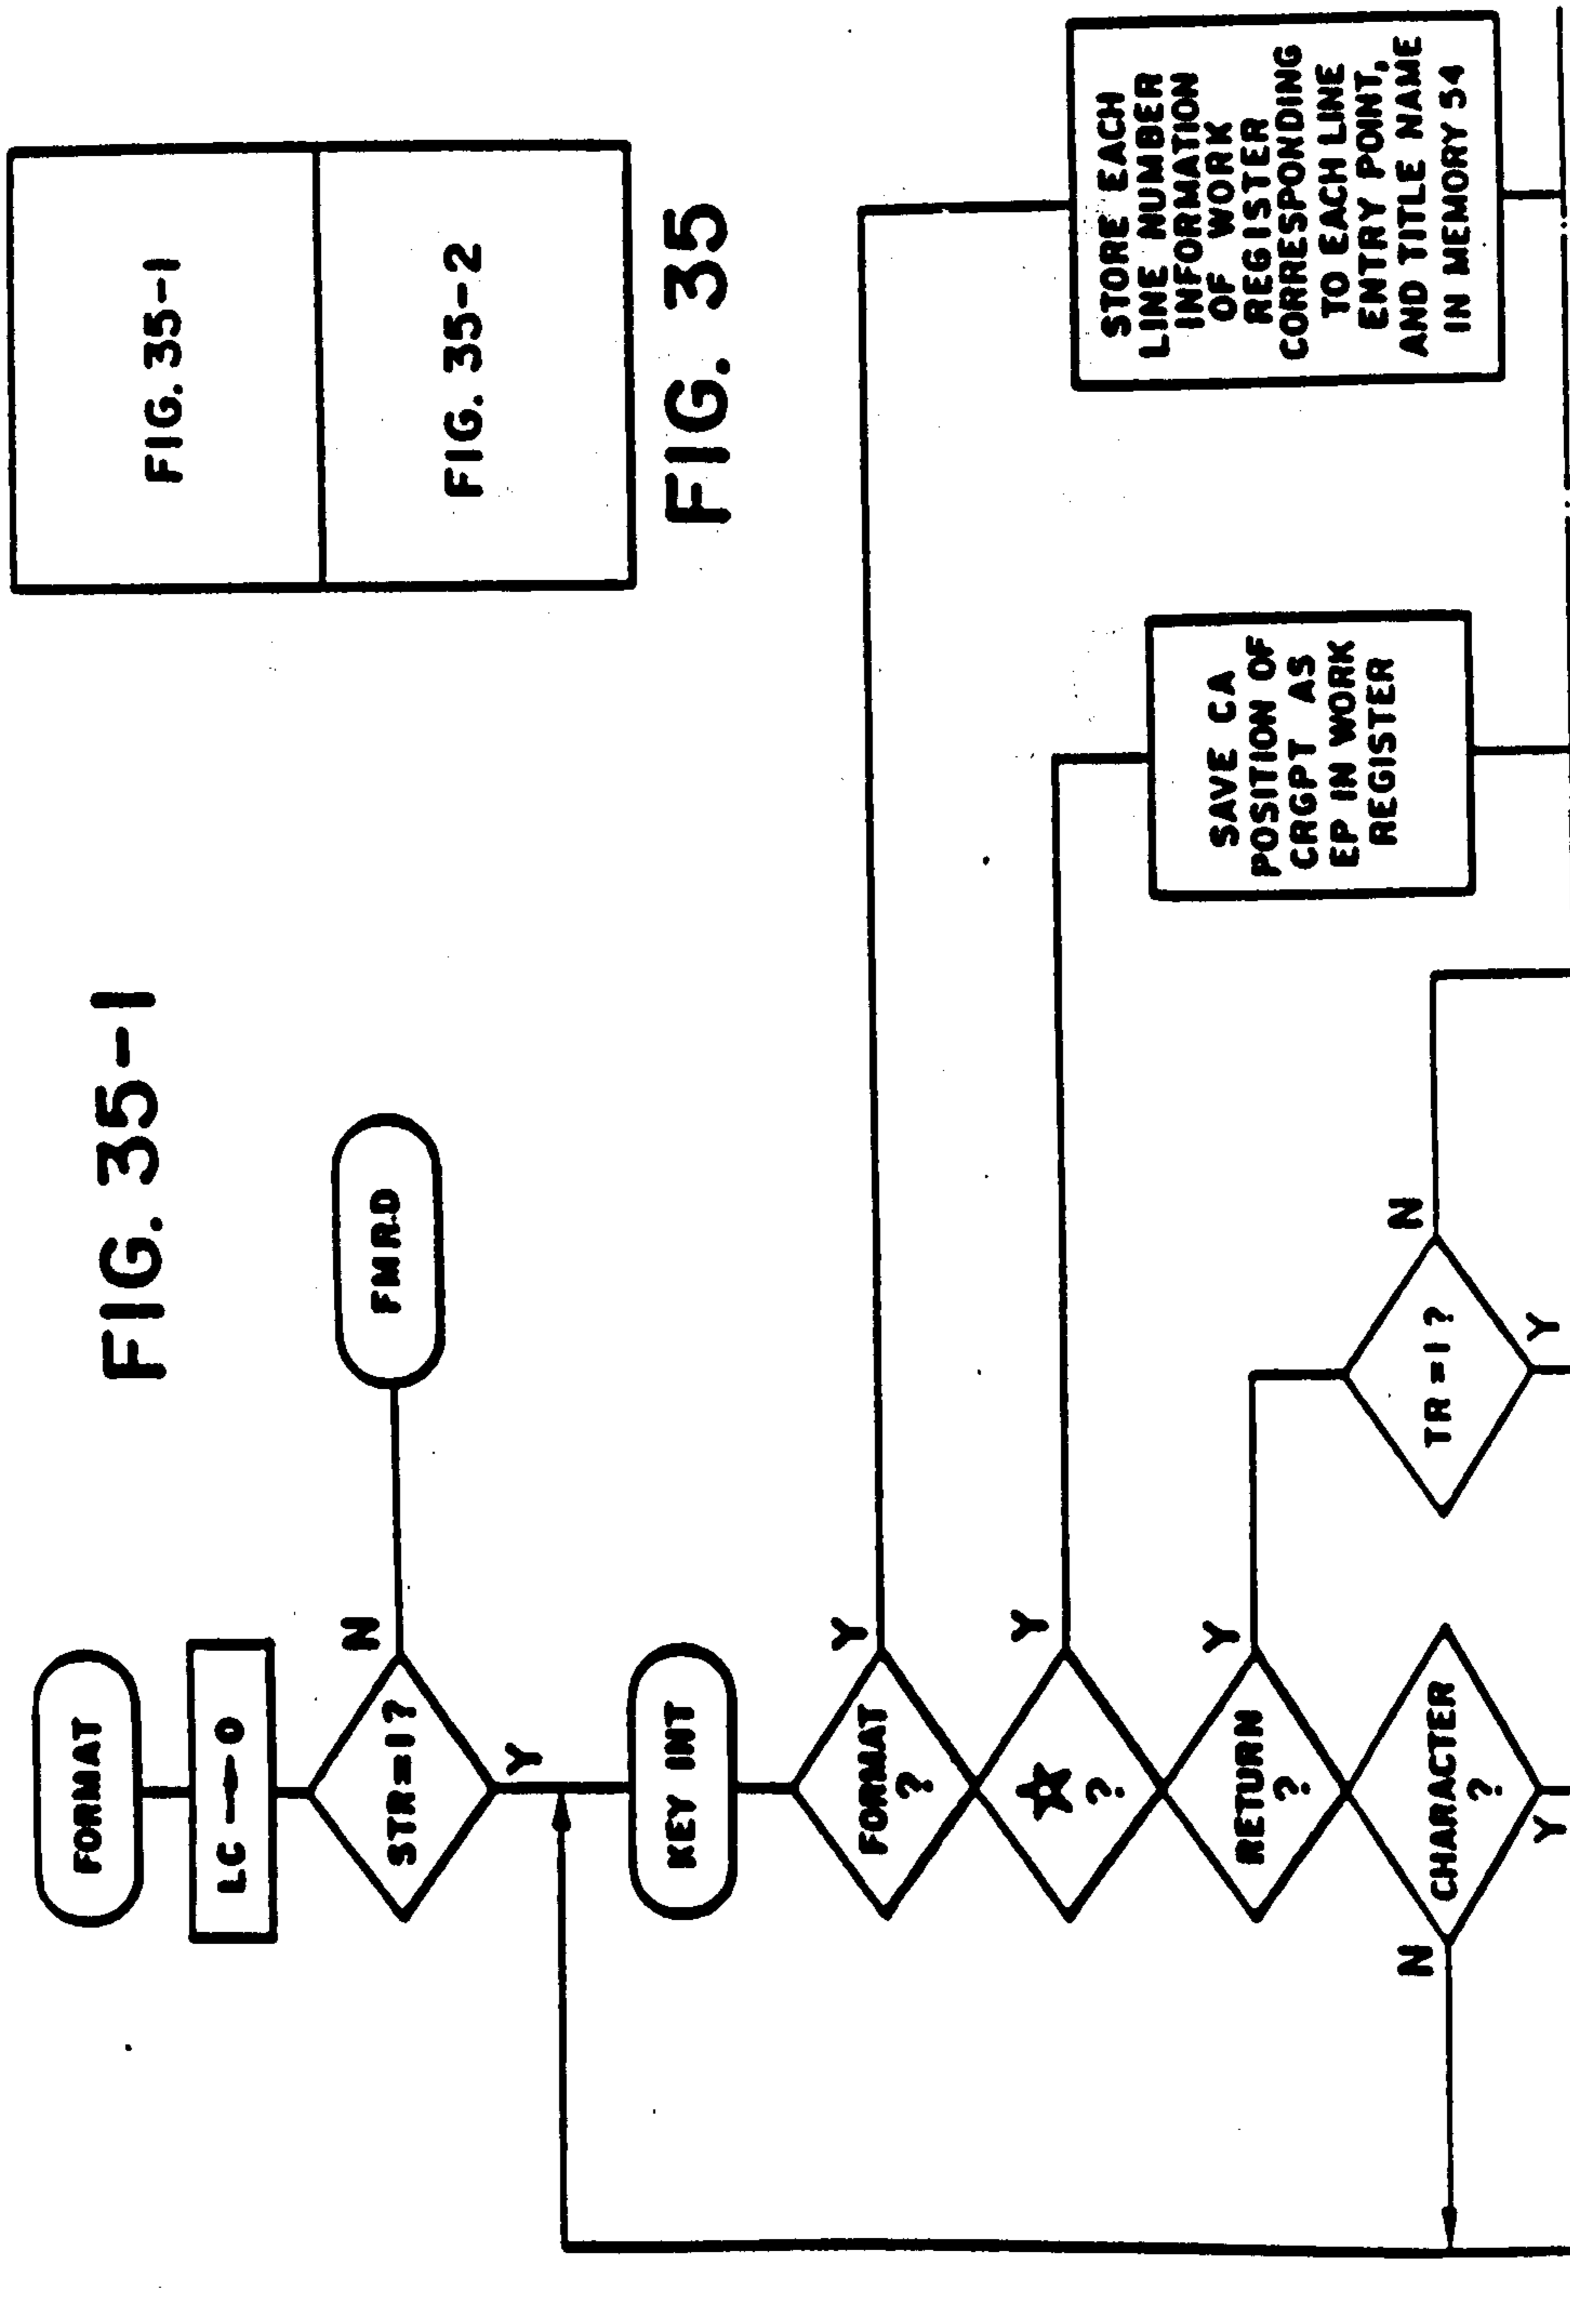 FIG. 35-1
FIG. 35-1
FIG. 35-2
FIG. 35
FORMAT
LC → 0
STR=1?
N
FMRD
Y
KEY INT
FORMAT
?
Y
STORE EACH
LINE NUMBER
INFORMATION
OF WORK
REGISTER
CORRESPONDING
TO EACH LINE
ENTRY POINT,
AND TITLE NAME
IN MEMORY 54
☆
?
Y
SAVE CA
POSITION OF
CRGPT AS
EP IN WORK
REGISTER
RETURN
?
Y
TR=1?
N
Y
CHARACTER
?
N
Y